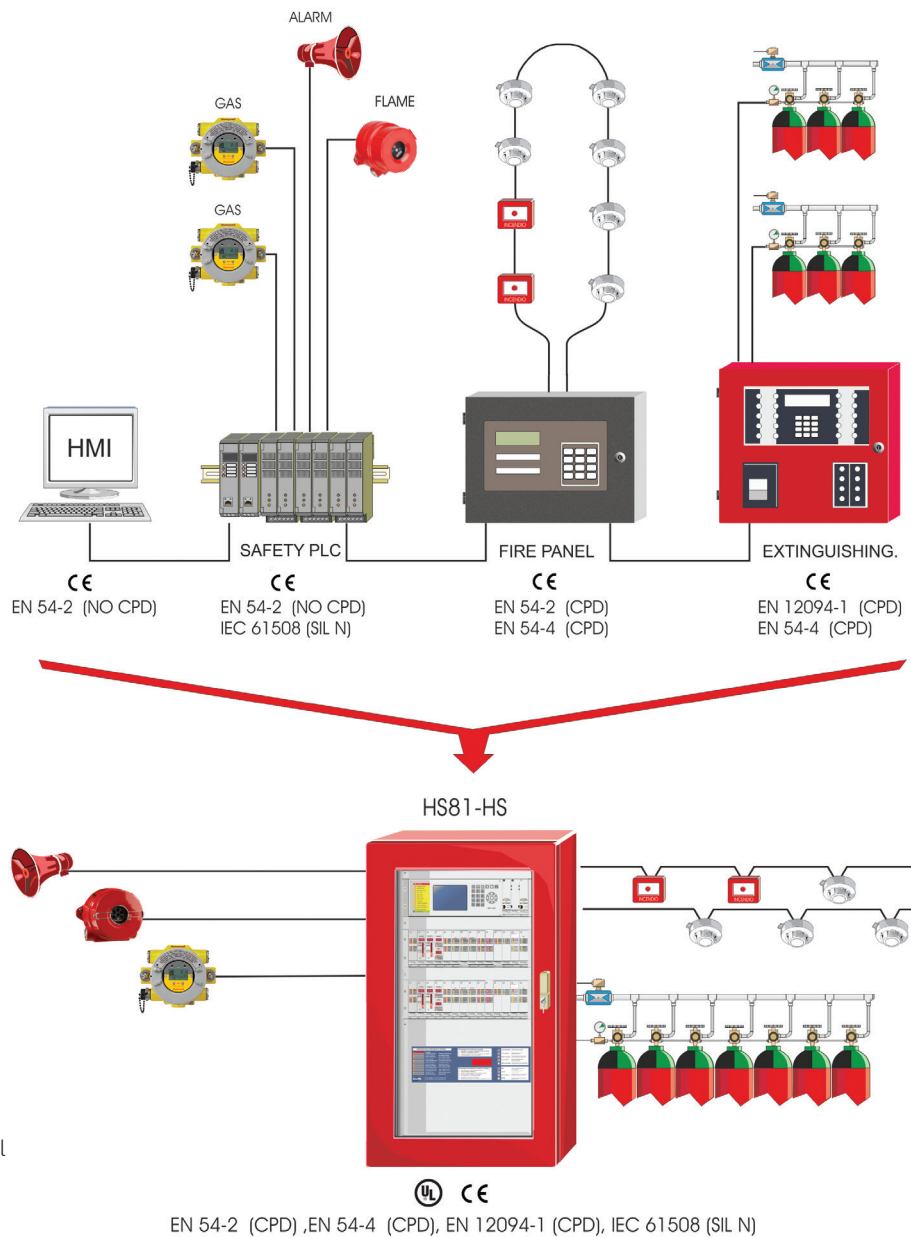 ALARM
GAS
FLAME
GAS
INCENDIO
INCENDIO
HMI
SAFETY PLC
FIRE PANEL
EXTINGUISHING.
CE
CE
CE
CE
EN 54-2 (NO CPD)
EN 54-2 (NO CPD)
IEC 61508 (SIL N)
EN 54-2 (CPD)
EN 54-4 (CPD)
EN 12094-1 (CPD)
EN 54-4 (CPD)
HS81-HS
INCENDIO
INCENDIO
l
UL CE
EN 54-2 (CPD) ,EN 54-4 (CPD), EN 12094-1 (CPD), IEC 61508 (SIL N)